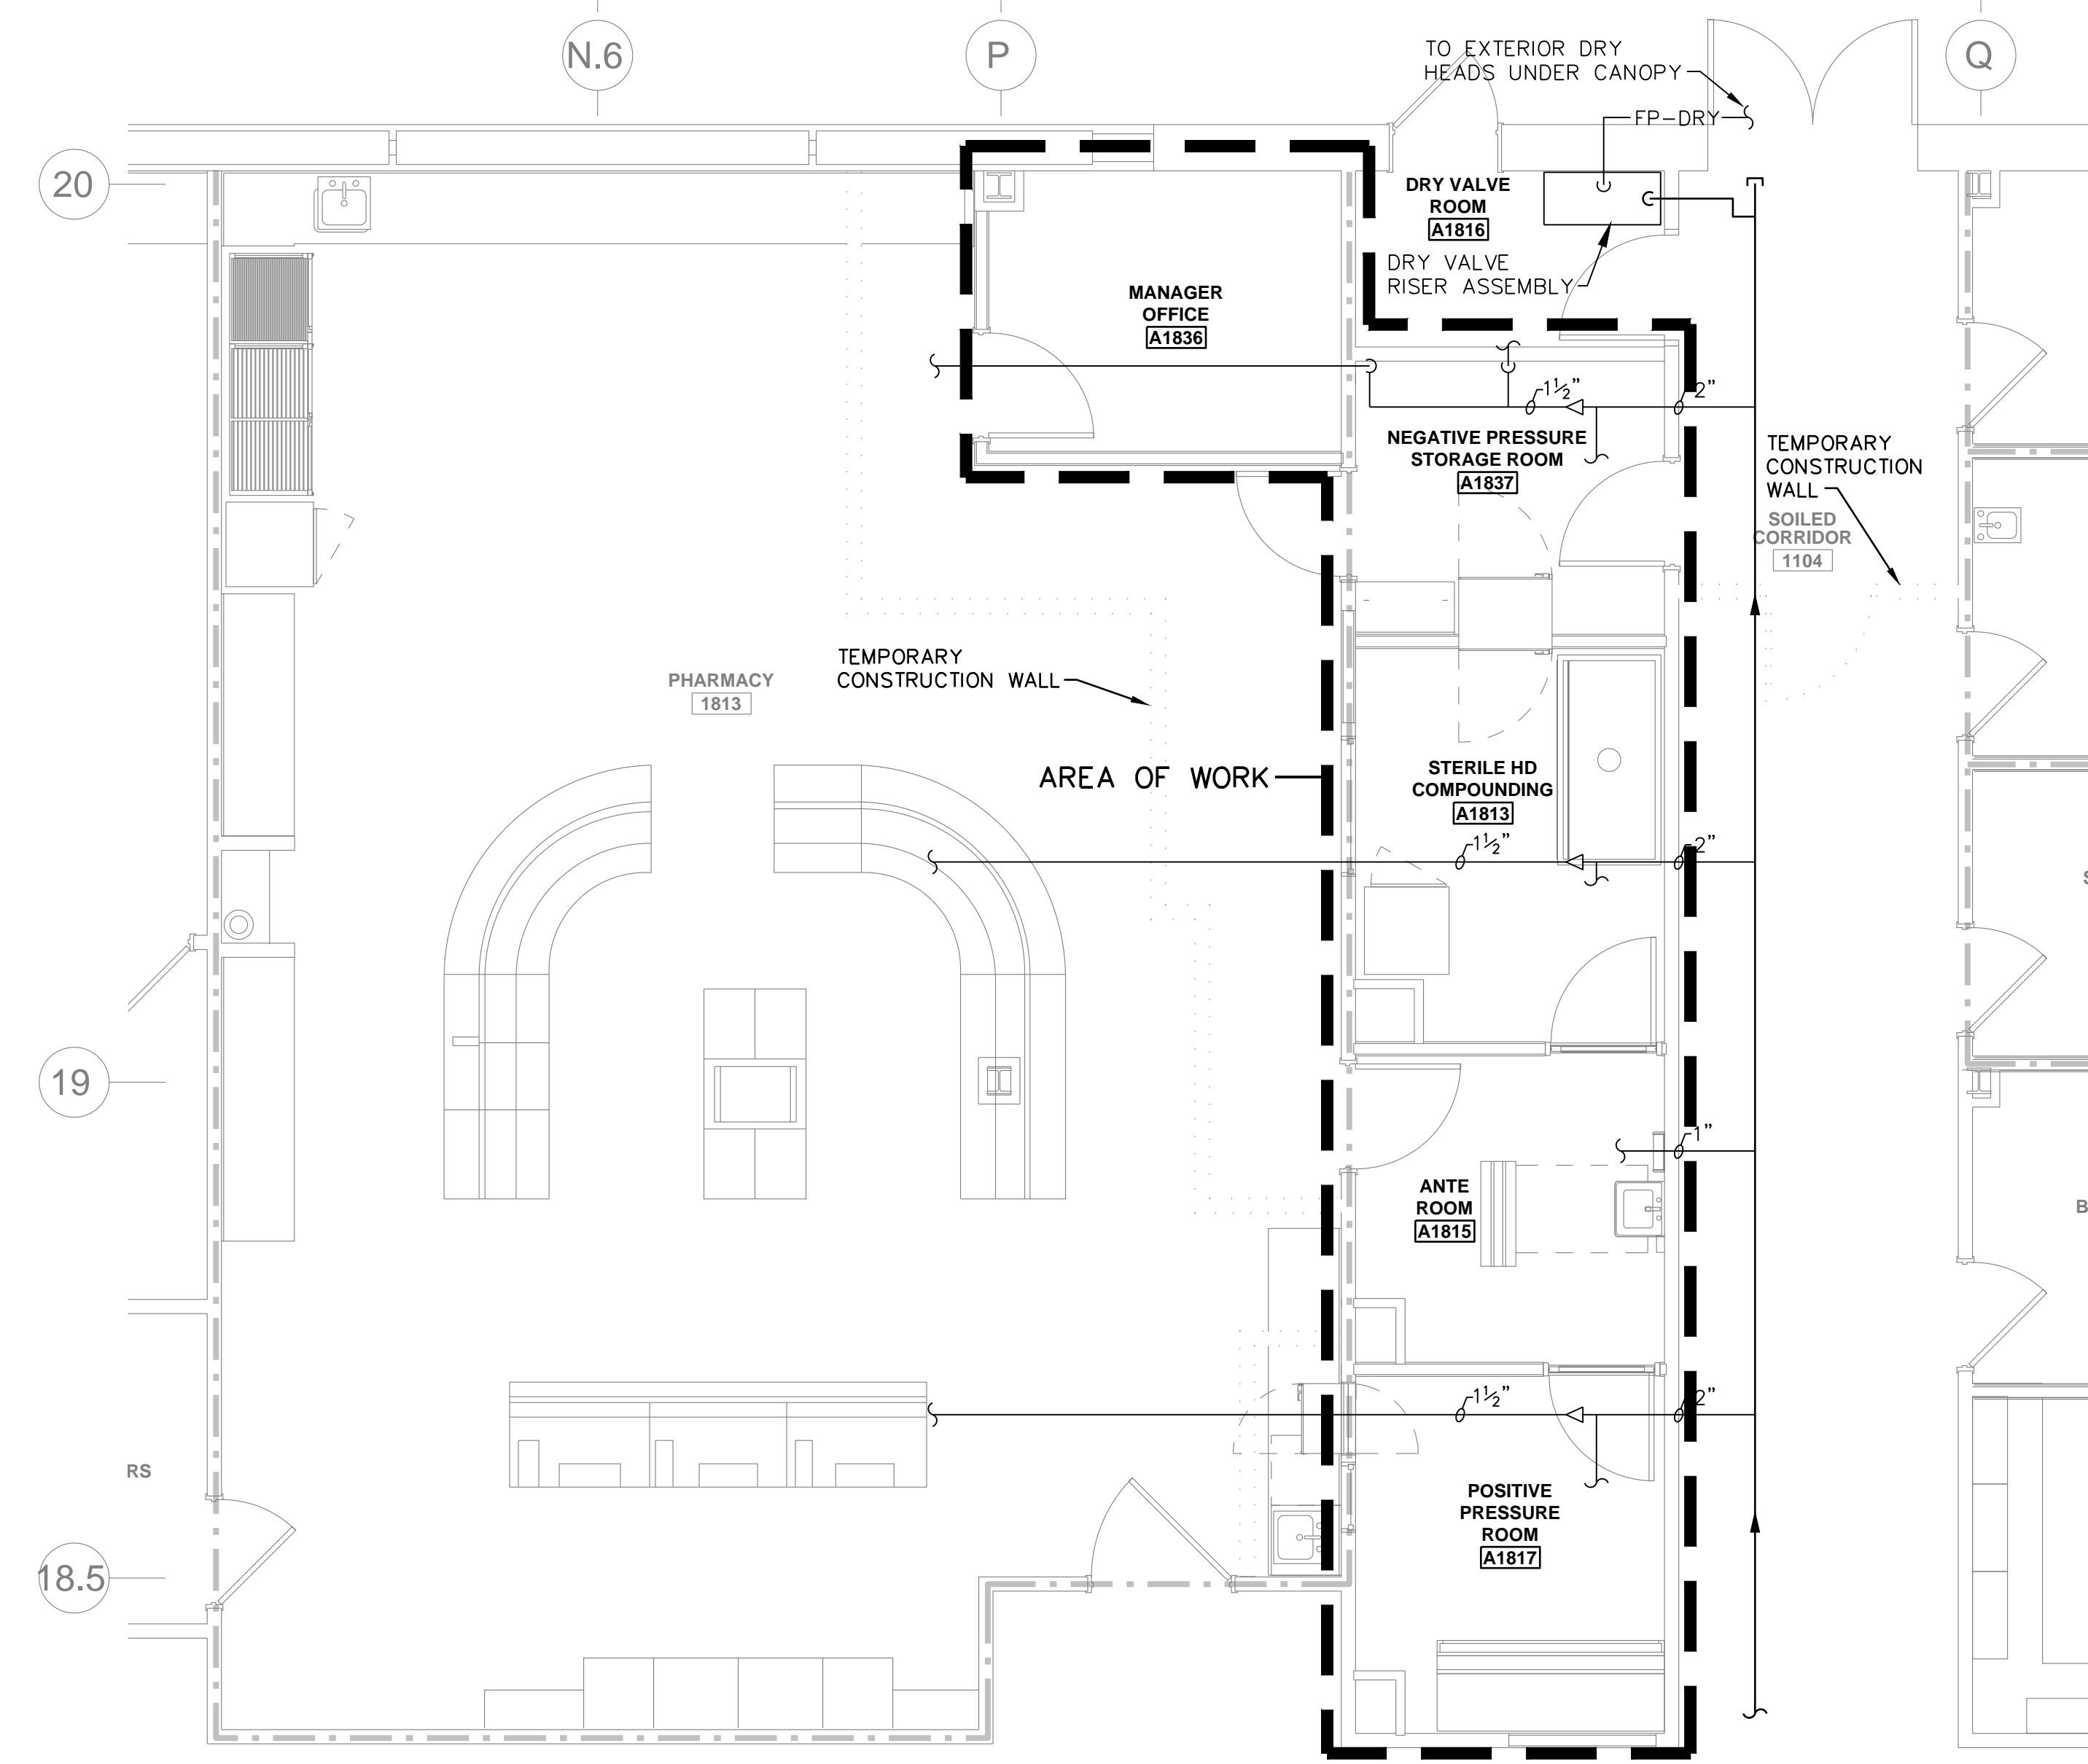 N.6
P
Q
TO EXTERIOR DRY
HEADS UNDER CANOPY
FP-DRY
20
DRY VALVE
ROOM
A1816
DRY VALVE
RISER ASSEMBLY
MANAGER
OFFICE
A1836
1½"
2"
NEGATIVE PRESSURE
STORAGE ROOM
A1837
TEMPORARY
CONSTRUCTION
WALL
SOILED
CORRIDOR
1104
TEMPORARY
CONSTRUCTION WALL
PHARMACY
1813
AREA OF WORK
STERILE HD
COMPOUNDING
A1813
1½"
2"
19
1"
ANTE
ROOM
A1815
B
1½"
2"
RS
POSITIVE
PRESSURE
ROOM
A1817
18.5